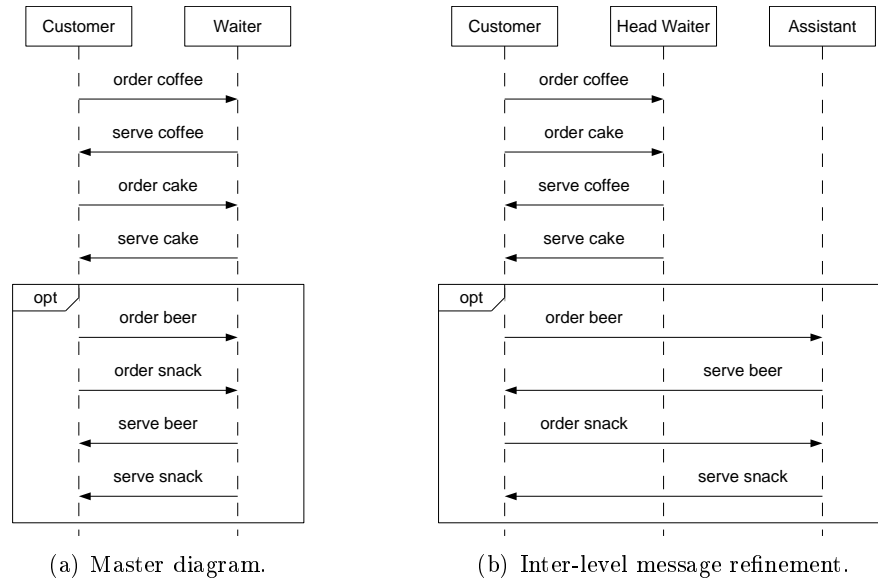 Customer
Waiter
order coffee
serve coffee
order cake
serve cake
opt
order beer
order snack
serve beer
serve snack
(a) Master diagram.
Customer
Head Waiter
Assistant
order coffee
order cake
serve coffee
serve cake
opt
order beer
serve beer
order snack
serve snack
(b) Inter-level message refinement.